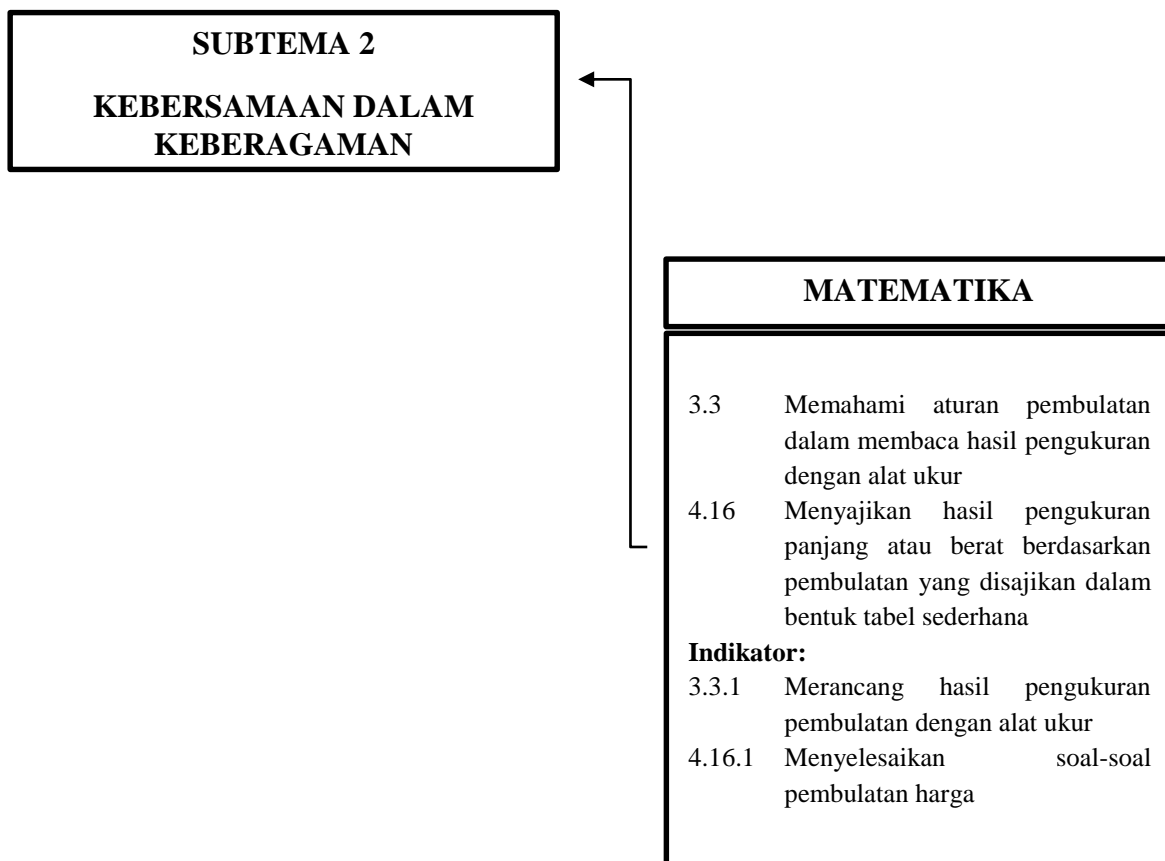 SUBTEMA 2
KEBERSAMAAN DALAM
KEBERAGAMAN
MATEMATIKA
3.3 Memahami aturan pembulatan
dalam membaca hasil pengukuran
dengan alat ukur
4.16 Menyajikan hasil pengukuran
panjang atau berat berdasarkan
pembulatan yang disajikan dalam
bentuk tabel sederhana
Indikator:
3.3.1 Merancang hasil pengukuran
pembulatan dengan alat ukur
4.16.1 Menyelesaikan soal-soal
pembulatan harga